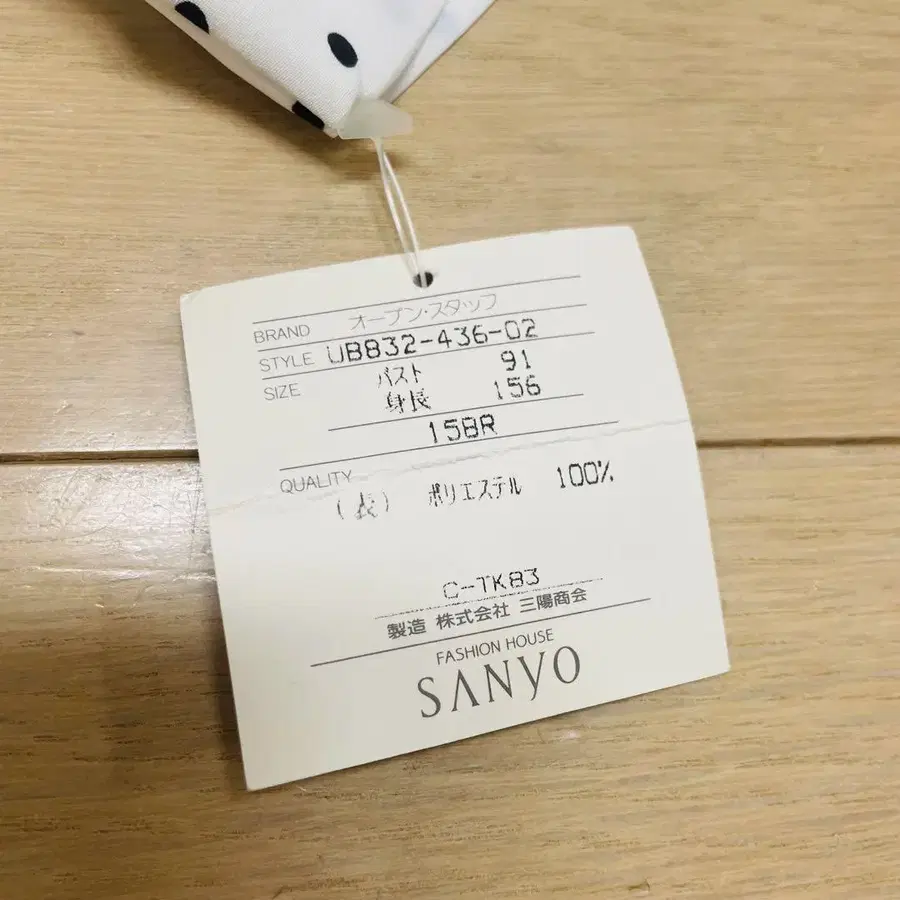 BRAND オープン・スタッフ
STYLE UB832-436-02
SIZE バスト 91
身長 156
158R
QUALITY
(表) ポリエステル 100%
C-TK83
製造 株式会社 三陽商会
FASHION HOUSE
SANYO